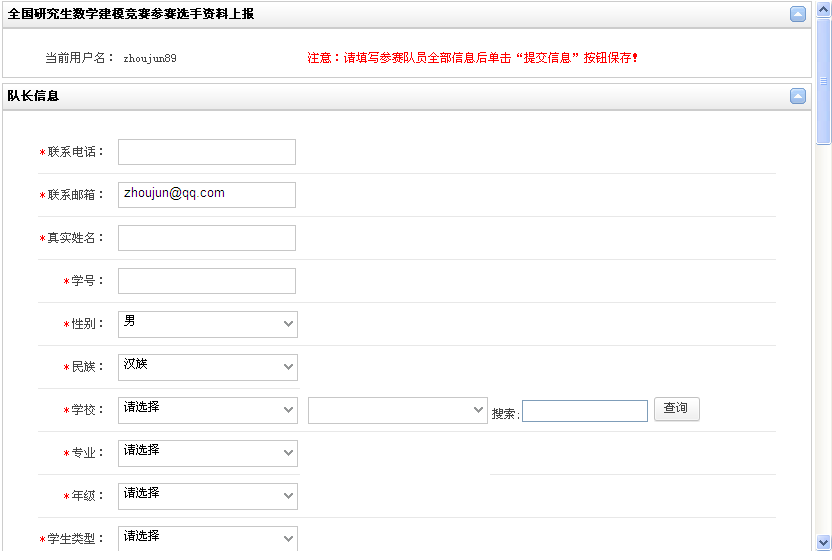 全国研究生数学建模竞赛参赛选手资料上报
当前用户名： zhoujun89 注意：请填写参赛队员全部信息后单击“提交信息”按钮保存！
队长信息
*联系电话：
*联系邮箱： zhoujun@qq.com
*真实姓名：
*学号：
*性别： 男
*民族： 汉族
*学校： 请选择 搜索: 查询
*专业： 请选择
*年级： 请选择
*学生类型： 请选择